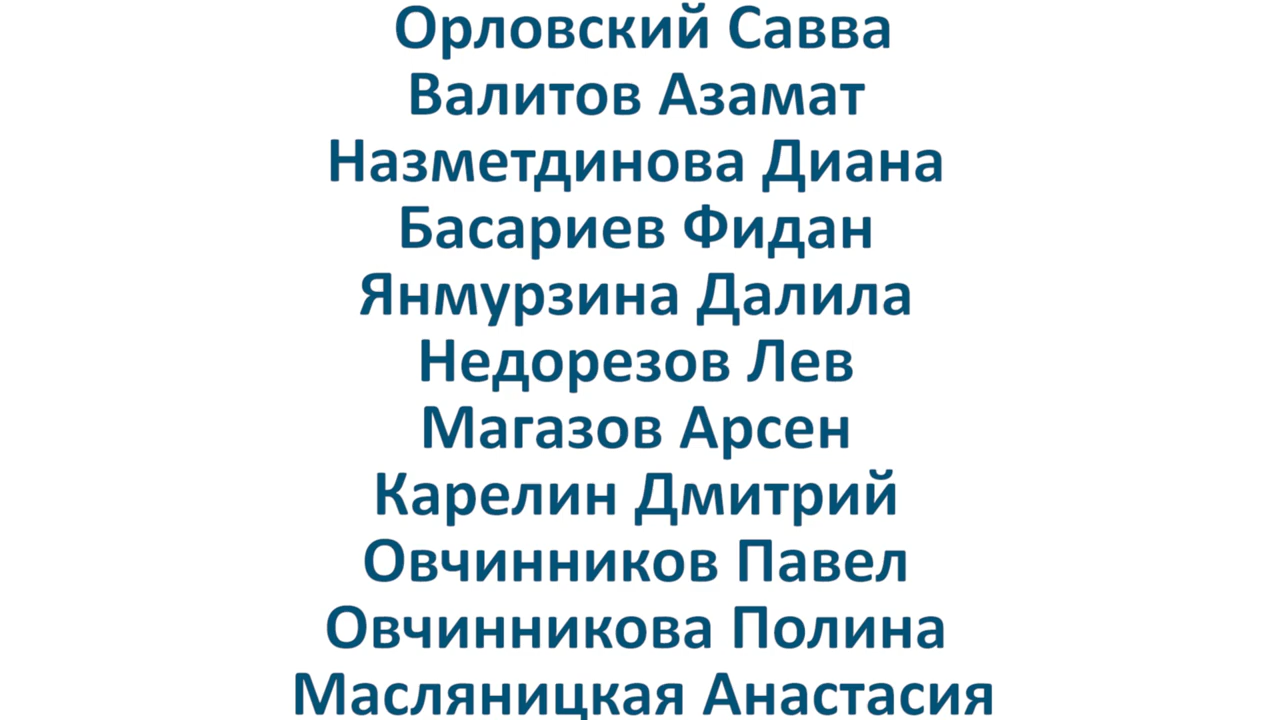 Орловский Савва
Валитов Азамат
Назметдинова Диана
Басариев Фидан
Янмурзина Далила
Недорезов Лев
Магазов Арсен
Карелин Дмитрий
Овчинников Павел
Овчинникова Полина
Масляницкая Анастасия